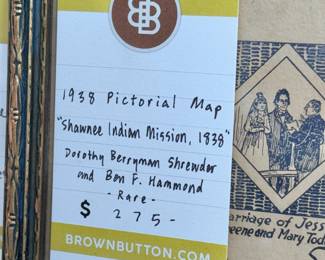 BB
1938 Pictorial Map
"Shawnee Indian Mission, 1838"
Dorothy Berryman Shrewder
and Ben F. Hammond
- Rare -
$ 275-
BROWNBUTTON.COM
arriage of Jess
eene and Mary Tod